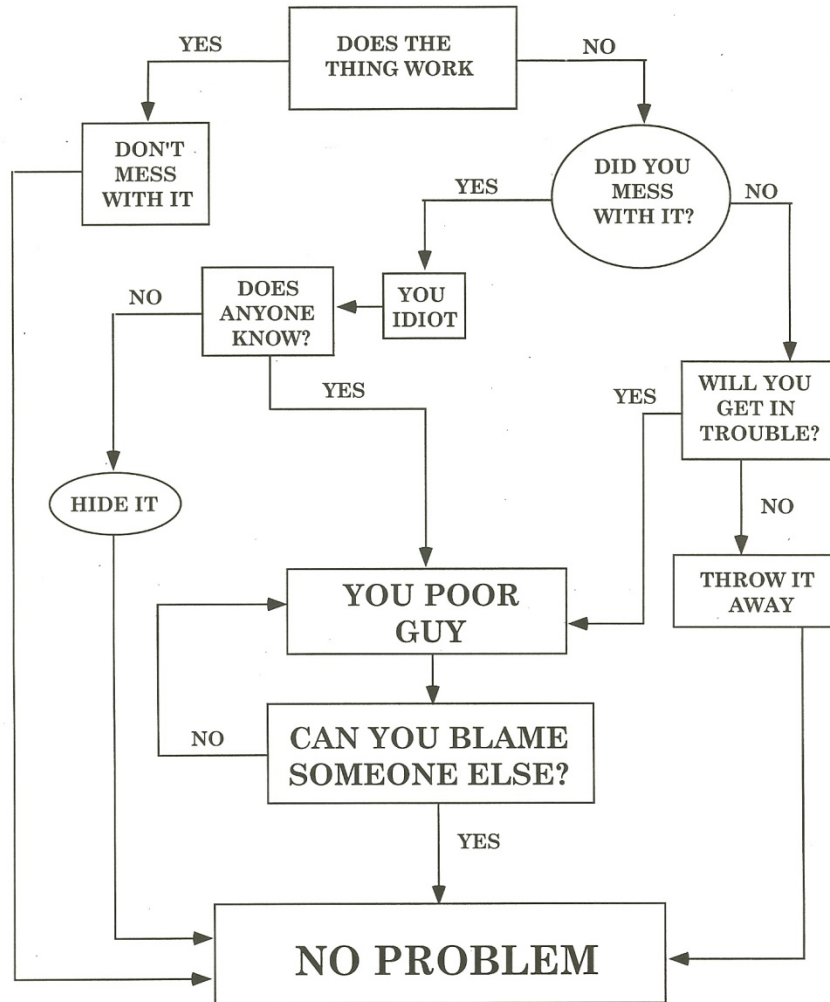 YES
DOES THE
THING WORK
NO
DON'T
MESS
WITH IT
DID YOU
MESS
WITH IT?
YES
NO
NO
DOES
ANYONE
KNOW?
YOU
IDIOT
YES
YES
WILL YOU
GET IN
TROUBLE?
HIDE IT
NO
YOU POOR
GUY
THROW IT
AWAY
NO
CAN YOU BLAME
SOMEONE ELSE?
YES
NO PROBLEM